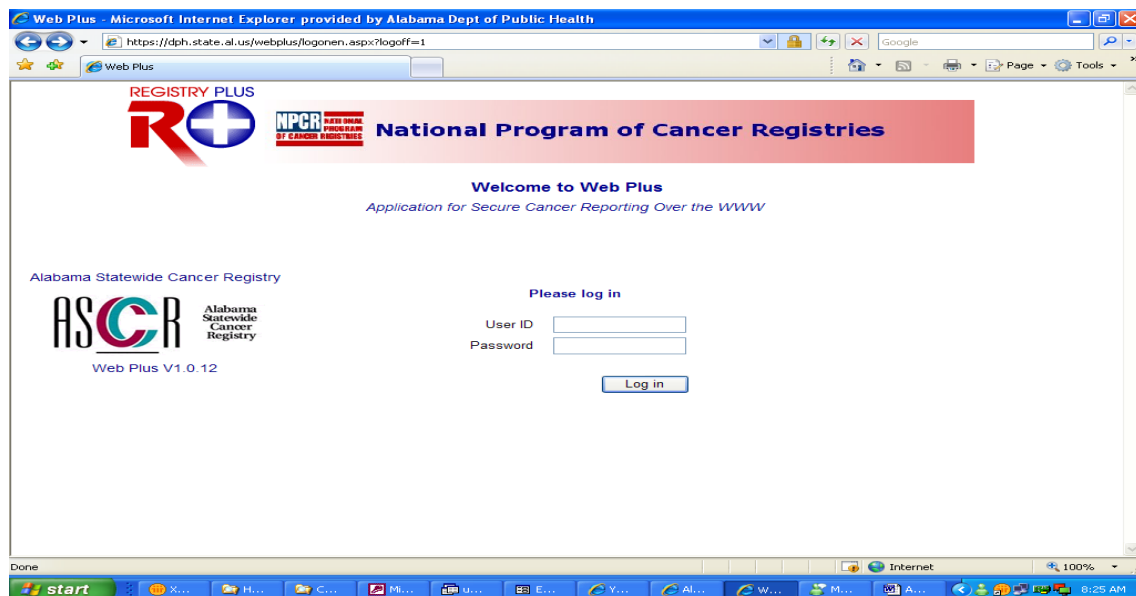 Web Plus - Microsoft Internet Explorer provided by Alabama Dept of Public Health
https://dph.state.al.us/webplus/logonen.aspx?logoff=1
Google
Web Plus
Page
Tools
REGISTRY PLUS
R
NPCR NATIONAL PROGRAM OF CANCER REGISTRIES
National Program of Cancer Registries
Welcome to Web Plus
Application for Secure Cancer Reporting Over the WWW
Alabama Statewide Cancer Registry
ASCR
Alabama
Statewide
Cancer
Registry
Web Plus V1.0.12
Please log in
User ID
Password
Log in
Done
Internet
100%
start
X...
H...
C...
Mi...
u...
E...
Y...
Al...
W...
M...
A...
8:25 AM